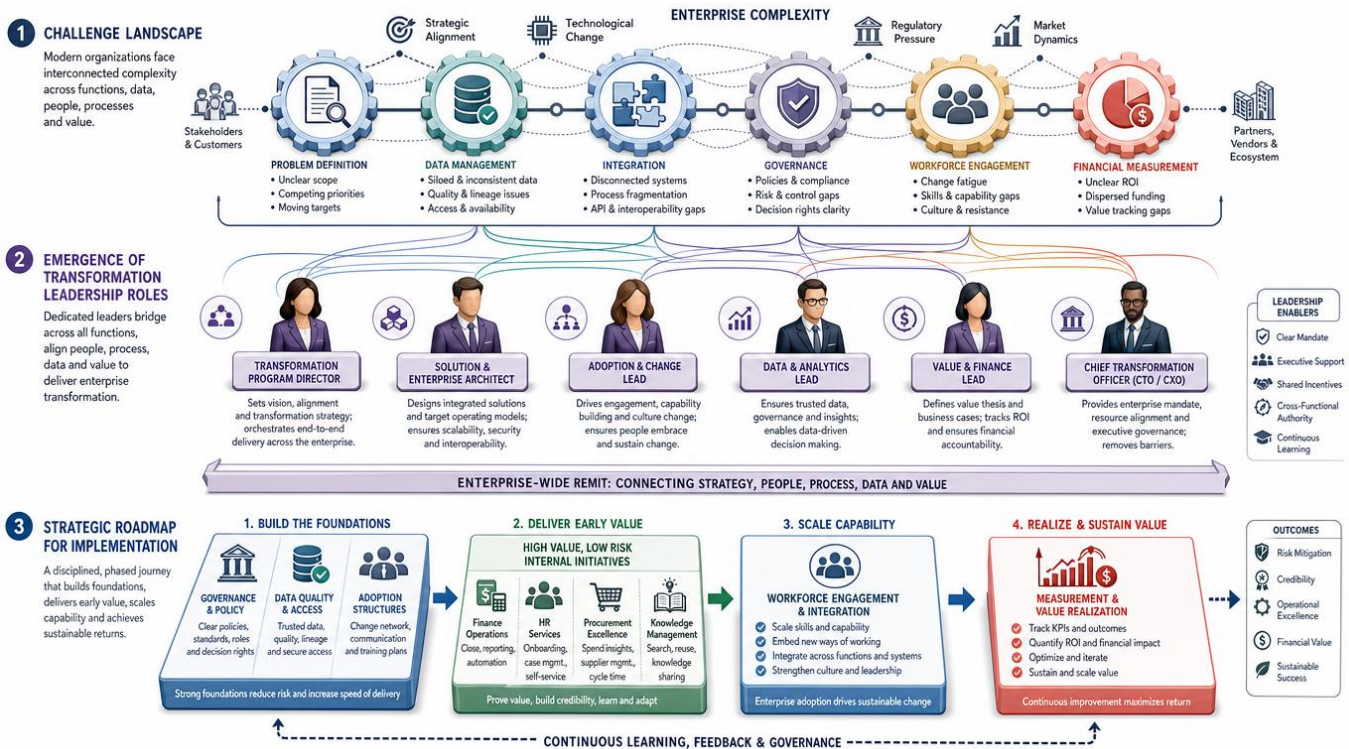 1
CHALLENGE LANDSCAPE
Modern organizations face
interconnected complexity
across functions, data,
people, processes
and value.
ENTERPRISE COMPLEXITY
Strategic
Alignment
Technological
Change
Regulatory
Pressure
Market
Dynamics
Stakeholders
& Customers
Partners,
Vendors &
Ecosystem
PROBLEM DEFINITION
• Unclear scope
• Competing priorities
• Moving targets
DATA MANAGEMENT
• Siloed & inconsistent data
• Quality & lineage issues
• Access & availability
INTEGRATION
• Disconnected systems
• Process fragmentation
• API & interoperability gaps
GOVERNANCE
• Policies & compliance
• Risk & control gaps
• Decision rights clarity
WORKFORCE ENGAGEMENT
• Change fatigue
• Skills & capability gaps
• Culture & resistance
$
FINANCIAL MEASUREMENT
• Unclear ROI
• Dispersed funding
• Value tracking gaps
2
EMERGENCE OF
TRANSFORMATION
LEADERSHIP ROLES
Dedicated leaders bridge
across all functions,
align people, process,
data and value to
deliver enterprise
transformation.
TRANSFORMATION
PROGRAM DIRECTOR
Sets vision, alignment
and transformation strategy;
orchestrates end-to-end
delivery across the enterprise.
SOLUTION &
ENTERPRISE ARCHITECT
Designs integrated solutions
and target operating models;
ensures scalability, security
and interoperability.
ADOPTION & CHANGE
LEAD
Drives engagement, capability
building and culture change;
ensures people embrace
and sustain change.
DATA & ANALYTICS
LEAD
Ensures trusted data,
governance and insights;
enables data-driven
decision making.
$
VALUE & FINANCE
LEAD
Defines value thesis and
business cases; tracks ROI
and ensures financial
accountability.
CHIEF TRANSFORMATION
OFFICER (CTO / CXO)
Provides enterprise mandate,
resource alignment and
executive governance;
removes barriers.
LEADERSHIP
ENABLERS
Clear Mandate
Executive Support
Shared Incentives
Cross-Functional
Authority
Continuous
Learning
ENTERPRISE-WIDE REMIT: CONNECTING STRATEGY, PEOPLE, PROCESS, DATA AND VALUE
3
STRATEGIC ROADMAP
FOR IMPLEMENTATION
A disciplined, phased journey
that builds foundations,
delivers early value, scales
capability and achieves
sustainable returns.
1. BUILD THE FOUNDATIONS
GOVERNANCE
& POLICY
Clear policies,
standards, roles
and decision rights
DATA QUALITY
& ACCESS
Trusted data,
quality, lineage
and secure access
ADOPTION
STRUCTURES
Change network,
communication
and training plans
Strong foundations reduce risk and increase speed of delivery
2. DELIVER EARLY VALUE
HIGH VALUE, LOW RISK
INTERNAL INITIATIVES
$
Finance
Operations
Close, reporting,
automation
HR
Services
Onboarding,
case mgmt.,
self-service
Procurement
Excellence
Spend insights,
supplier mgmt.,
cycle time
Knowledge
Management
Search, reuse,
knowledge
sharing
Prove value, build credibility, learn and adapt
3. SCALE CAPABILITY
WORKFORCE ENGAGEMENT
& INTEGRATION
Scale skills and capability
Embed new ways of working
Integrate across functions and systems
Strengthen culture and leadership
Enterprise adoption drives sustainable change
4. REALIZE & SUSTAIN VALUE
$
MEASUREMENT &
VALUE REALIZATION
Track KPIs and outcomes
Quantify ROI and financial impact
Optimize and iterate
Sustain and scale value
Continuous improvement maximizes return
OUTCOMES
Risk Mitigation
Credibility
Operational
Excellence
$
Financial Value
Sustainable
Success
CONTINUOUS LEARNING, FEEDBACK & GOVERNANCE